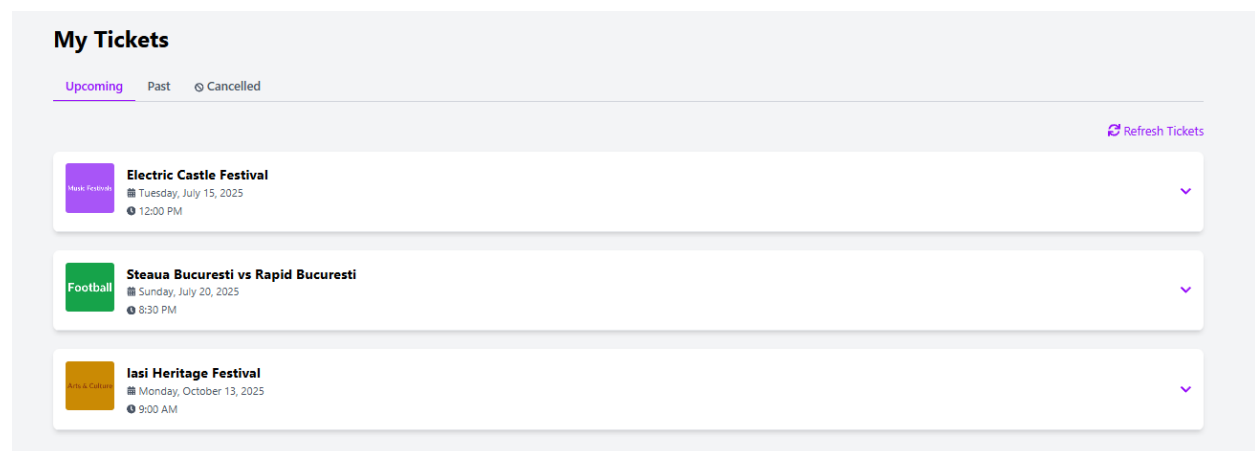 My Tickets
Upcoming Past Cancelled
Refresh Tickets
Music Festivals
Electric Castle Festival
Tuesday, July 15, 2025
12:00 PM
Football
Steaua Bucuresti vs Rapid Bucuresti
Sunday, July 20, 2025
8:30 PM
Arts & Culture
Iasi Heritage Festival
Monday, October 13, 2025
9:00 AM